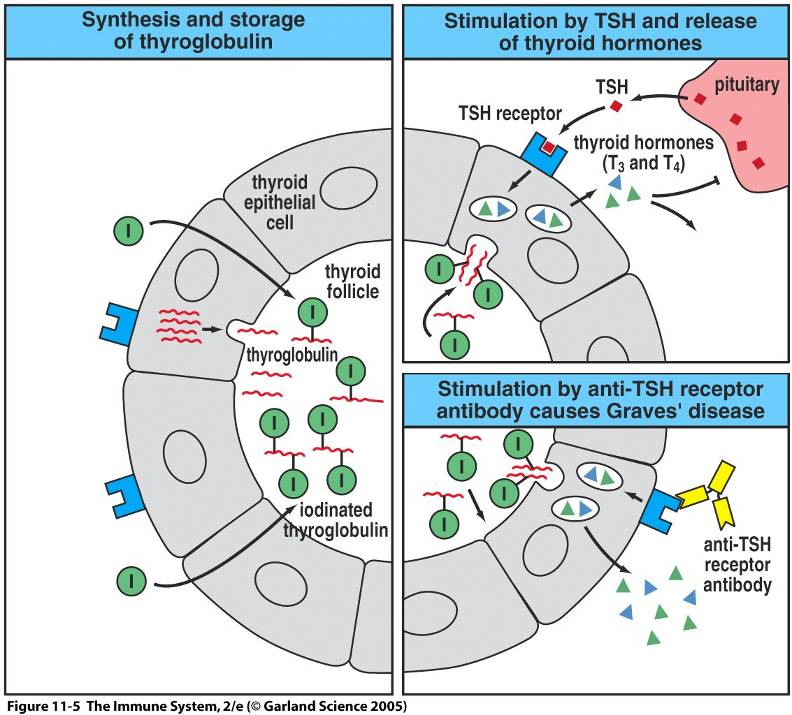 Synthesis and storage
of thyroglobulin
I
thyroid
epithelial
cell
thyroid
follicle
I
thyroglobulin
I
I
I
I
I
iodinated
thyroglobulin
I
Stimulation by TSH and release
of thyroid hormones
TSH
pituitary
TSH receptor
thyroid hormones
(T3 and T4)
I
I
I
Stimulation by anti-TSH receptor
antibody causes Graves' disease
I
I
I
I
anti-TSH
receptor
antibody
Figure 11-5 The Immune System, 2/e (© Garland Science 2005)